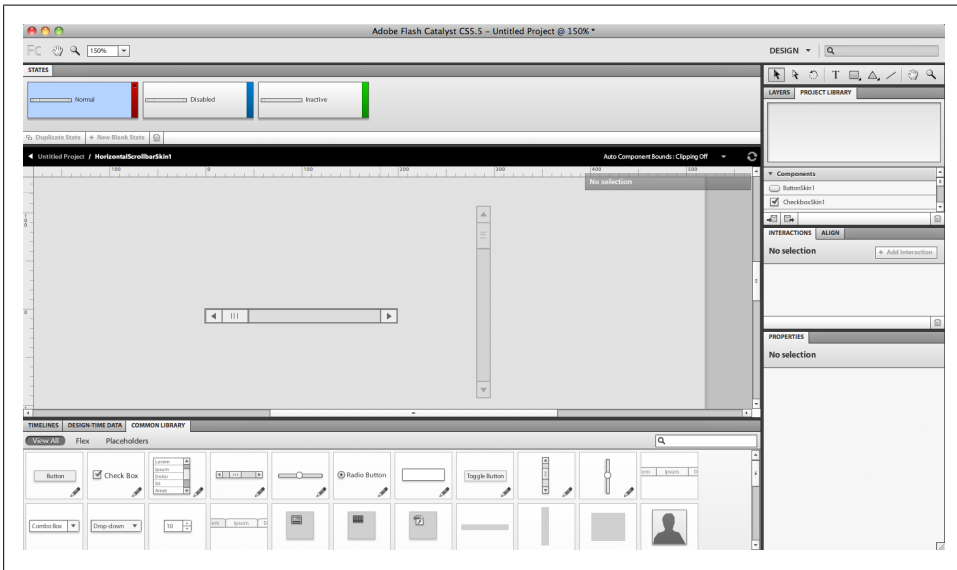 Adobe Flash Catalyst CS5.5 – Untitled Project @ 150% *
FC 150% DESIGN
STATES
Normal Disabled Inactive
Duplicate State + New Blank State
LAYERS PROJECT LIBRARY
Untitled Project / HorizontalScrollbarSkin1 Auto Component Bounds : Clipping Off
100 0 100 200 300 400 500
No selection
Components
ButtonSkin1
CheckboxSkin1
100
0
INTERACTIONS ALIGN
No selection + Add Interaction
PROPERTIES
No selection
TIMELINES DESIGN-TIME DATA COMMON LIBRARY
View All Flex Placeholders
Button
Check Box
Lorem
Ipsum
Dolor
Sit
Amet
Radio Button
Toggle Button
Ipsum
Combo Box
Drop-down
10
Ipsum